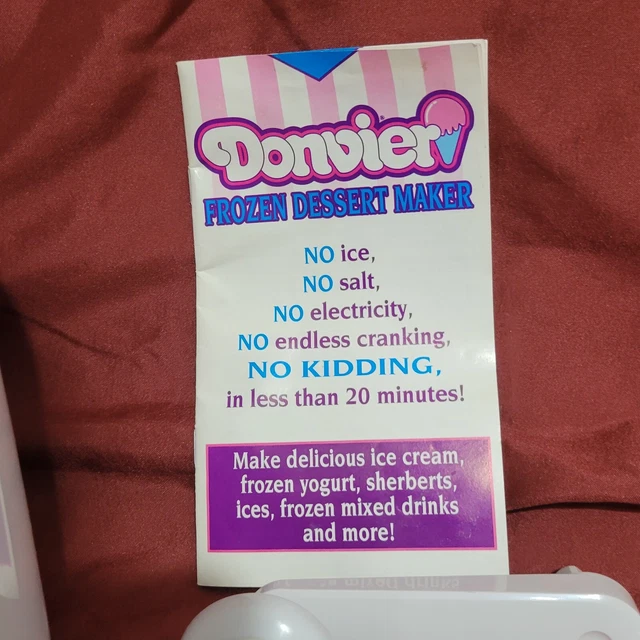 Donvier
FROZEN DESSERT MAKER
NO ice,
NO salt,
NO electricity,
NO endless cranking,
NO KIDDING,
in less than 20 minutes!
Make delicious ice cream,
frozen yogurt, sherberts,
ices, frozen mixed drinks
and more!